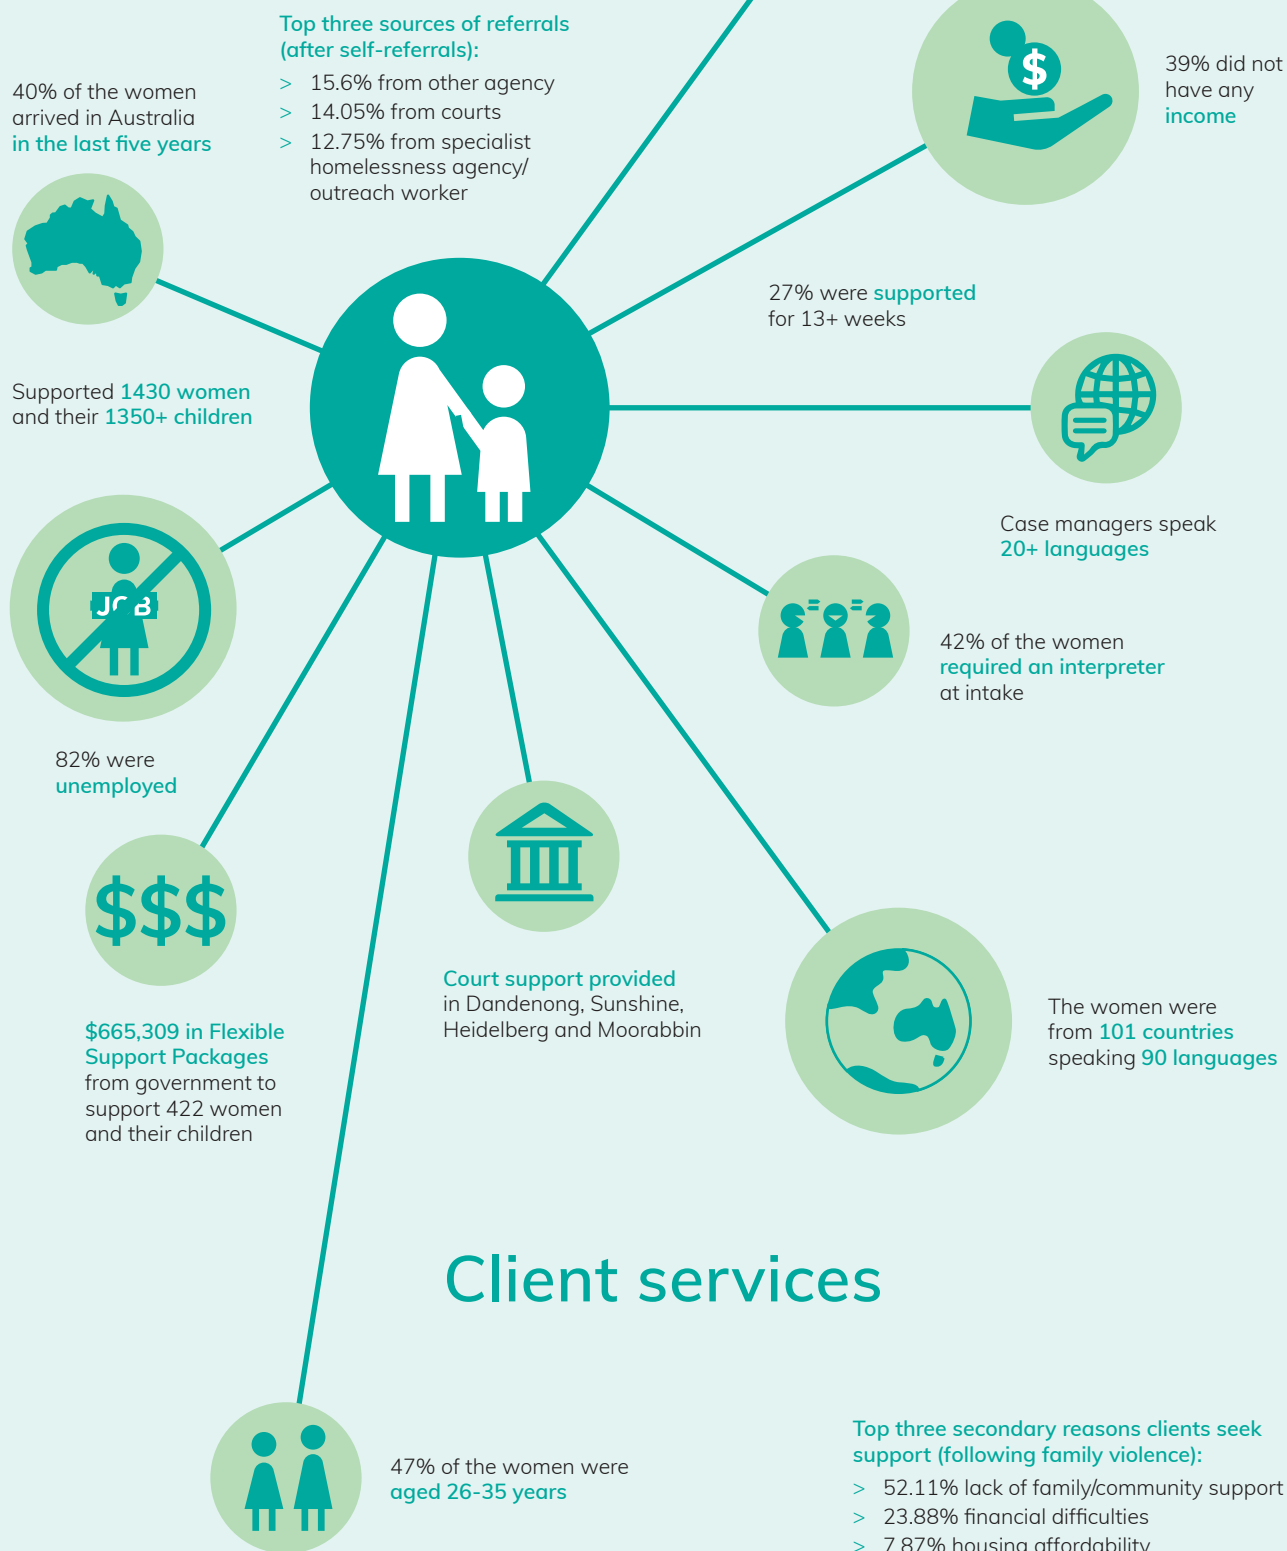 Top three sources of referrals
(after self-referrals):
> 15.6% from other agency
> 14.05% from courts
> 12.75% from specialist
homelessness agency/
outreach worker
39% did not
have any
income
40% of the women
arrived in Australia
in the last five years
27% were supported
for 13+ weeks
Supported 1430 women
and their 1350+ children
Case managers speak
20+ languages
JOB
42% of the women
required an interpreter
at intake
82% were
unemployed
$
$$$
Court support provided
in Dandenong, Sunshine,
Heidelberg and Moorabbin
The women were
from 101 countries
speaking 90 languages
$665,309 in Flexible
Support Packages
from government to
support 422 women
and their children
Client services
47% of the women were
aged 26-35 years
Top three secondary reasons clients seek
support (following family violence):
> 52.11% lack of family/community support
> 23.88% financial difficulties
> 7.87% housing affordability